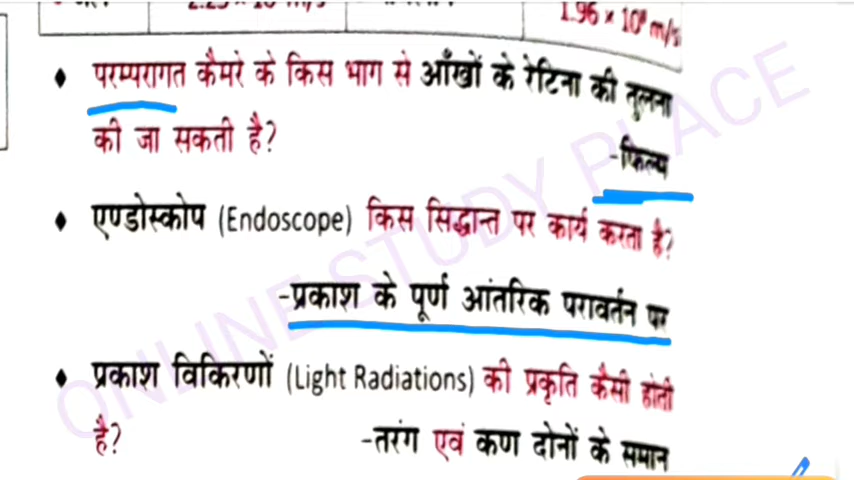 1.96 × 10⁸ m/s
♦ परम्परागत कैमरे के किस भाग से आँखों के रेटिना की तुलना
की जा सकती है?
-फिल्म
♦ एण्डोस्कोप (Endoscope) किस सिद्धान्त पर कार्य करता है?
-प्रकाश के पूर्ण आंतरिक परावर्तन पर
♦ प्रकाश विकिरणों (Light Radiations) की प्रकृति कैसी होती
है? -तरंग एवं कण दोनों के समान
ONLINE STUDY PLACE